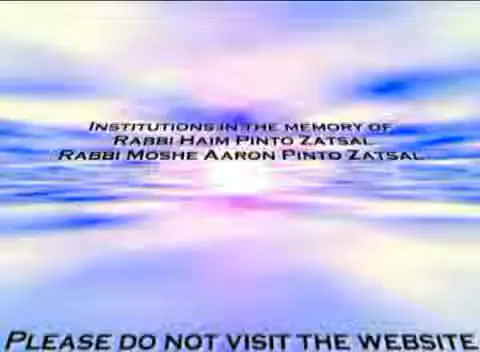 Institutions in the memory of
Rabbi Haim Pinto Zatsal
Rabbi Moshe Aaron Pinto Zatsal
Please do not visit the website